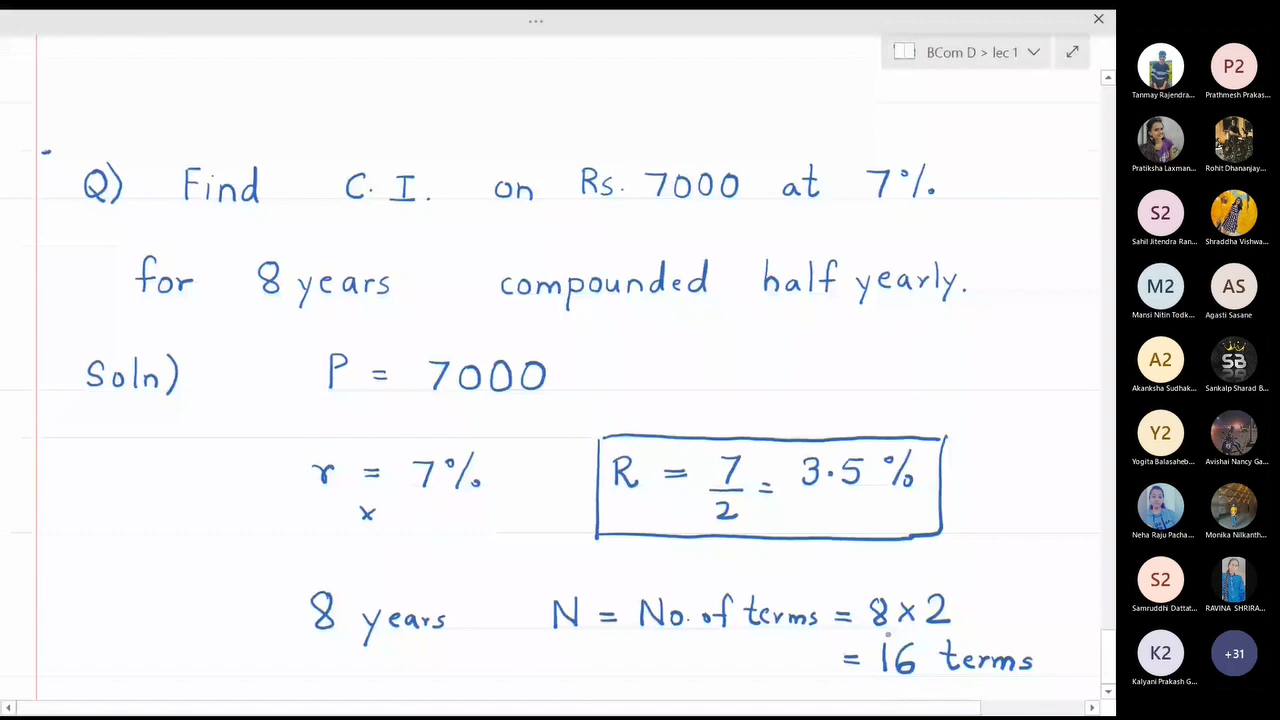 BCom D > lec 1
Q) Find C.I. on Rs. 7000 at 7%
for 8 years compounded half yearly.
Soln) P = 7000
r = 7% R = 7/2 = 3.5 %
x
8 years N = No. of terms = 8 x 2
= 16 terms
Tanmay Rajendra...
P2
Prathmesh Prakas...
Pratiksha Laxman...
Rohit Dhananjay...
S2
Sahil Jitendra Ran...
Shraddha Vishwa...
M2
Mansi Nitin Todk...
AS
Agasti Sasane
A2
Akanksha Sudhak...
SB
Sankalp Sharad B...
Y2
Yogita Balasaheb...
Avishai Nancy Ga...
Neha Raju Pacha...
Monika Nilkanth...
S2
Samruddhi Dattat...
RAVINA SHRIRA...
K2
Kalyani Prakash G...
+31